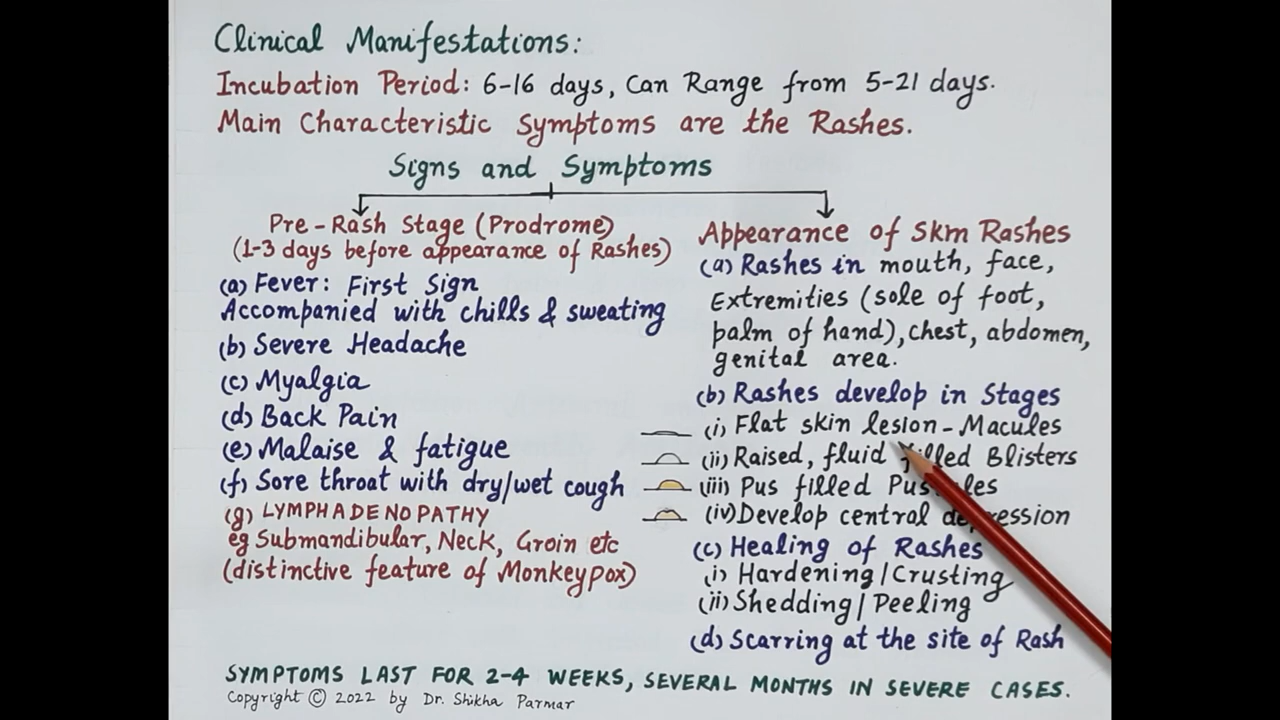 Clinical Manifestations:
Incubation Period: 6-16 days, Can Range from 5-21 days.
Main Characteristic Symptoms are the Rashes.
Signs and Symptoms
Pre-Rash Stage (Prodrome)
(1-3 days before appearance of Rashes)
(a) Fever: First Sign
Accompanied with chills & sweating
(b) Severe Headache
(c) Myalgia
(d) Back Pain
(e) Malaise & fatigue
(f) Sore throat with dry/wet cough
(g) LYMPHADENOPATHY
eg Submandibular, Neck, Groin etc
(distinctive feature of Monkeypox)
Appearance of Skin Rashes
(a) Rashes in mouth, face,
Extremities (sole of foot,
palm of hand), chest, abdomen,
genital area.
(b) Rashes develop in Stages
(i) Flat skin lesion - Macules
(ii) Raised, fluid filled Blisters
(iii) Pus filled Pustules
(iv) Develop central depression
(c) Healing of Rashes
(i) Hardening/Crusting
(ii) Shedding/Peeling
(d) Scarring at the site of Rash
SYMPTOMS LAST FOR 2-4 WEEKS, SEVERAL MONTHS IN SEVERE CASES.
Copyright © 2022 by Dr. Shikha Parmar